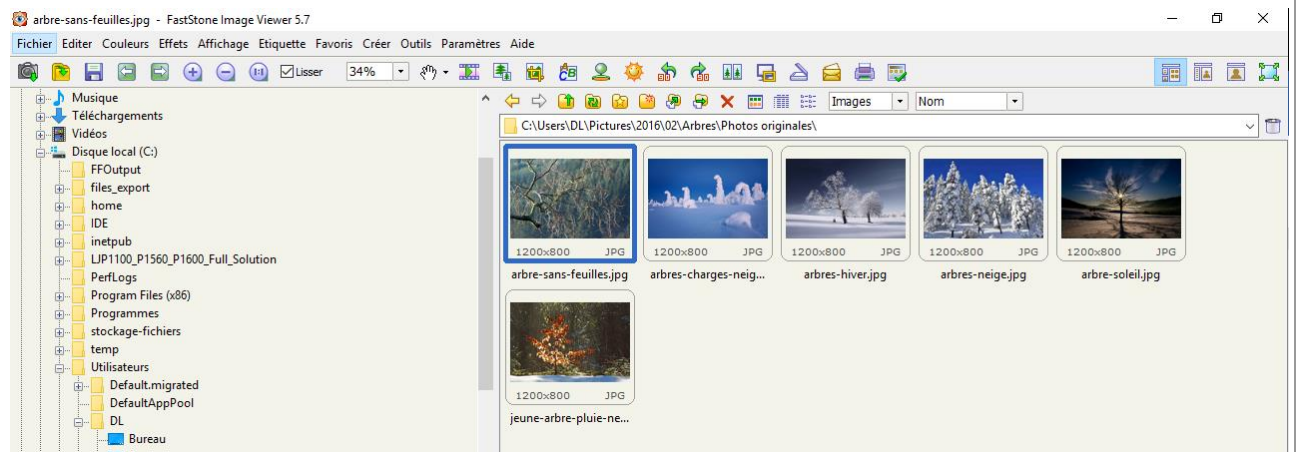 arbre-sans-feuilles.jpg - FastStone Image Viewer 5.7
Fichier Editer Couleurs Effets Affichage Etiquette Favoris Créer Outils Paramètres Aide
1:1 Lisser 34%
Musique
Téléchargements
Vidéos
Disque local (C:)
FFOutput
files_export
home
IDE
inetpub
LJP1100_P1560_P1600_Full_Solution
PerfLogs
Program Files (x86)
Programmes
stockage-fichiers
temp
Utilisateurs
Default.migrated
DefaultAppPool
DL
Bureau
Images Nom
C:\Users\DL\Pictures\2016\02\Arbres\Photos originales\
1200x800 JPG 1200x800 JPG 1200x800 JPG 1200x800 JPG 1200x800 JPG
arbre-sans-feuilles.jpg arbres-charges-neig... arbres-hiver.jpg arbres-neige.jpg arbre-soleil.jpg
1200x800 JPG
jeune-arbre-pluie-ne...